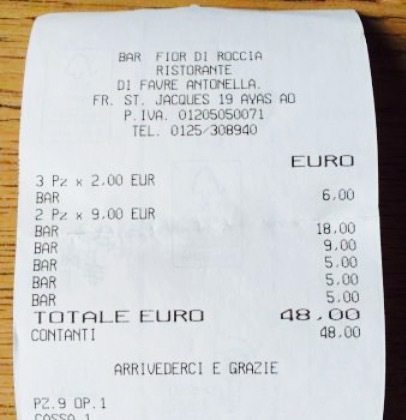 BAR FIOR DI ROCCIA
RISTORANTE
DI FAVRE ANTONELLA.
FR. ST. JACQUES 19 AYAS AO
P.IVA. 01205050071
TEL. 0125/308940
EURO
3 Pz x 2,00 EUR
BAR 6,00
2 Pz x 9,00 EUR
BAR 18,00
BAR 9,00
BAR 5,00
BAR 5,00
BAR 5,00
TOTALE EURO 48,00
CONTANTI 48,00
ARRIVEDERCI E GRAZIE
PZ.9 OP.1
CASSA 1